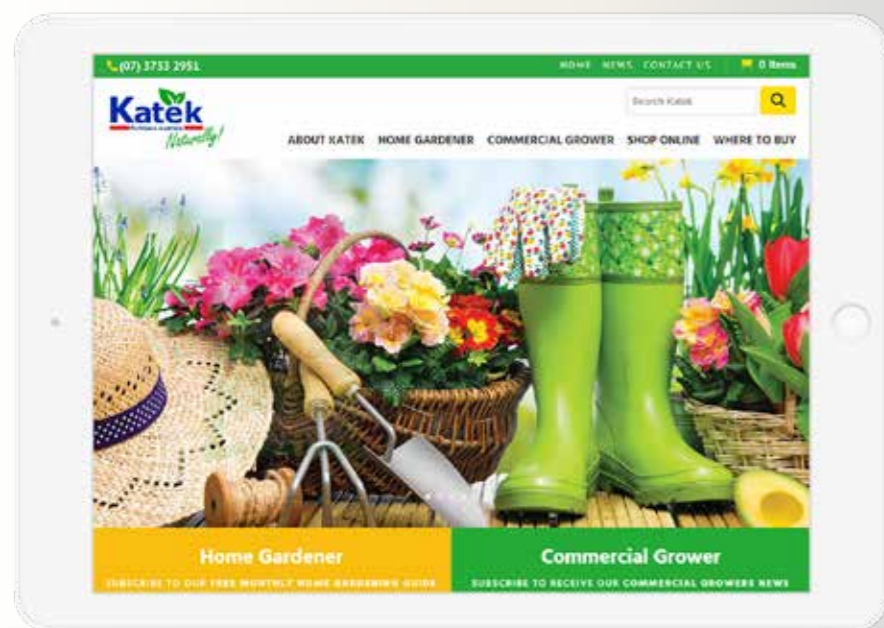 (07) 3733 2951
HOME NEWS CONTACT US 0 Items
Search Katek
Katek
Naturally!
ABOUT KATEK HOME GARDENER COMMERCIAL GROWER SHOP ONLINE WHERE TO BUY
Home Gardener
SUBSCRIBE TO OUR FREE MONTHLY HOME GARDENING GUIDE
Commercial Grower
SUBSCRIBE TO RECEIVE OUR COMMERCIAL GROWERS NEWS